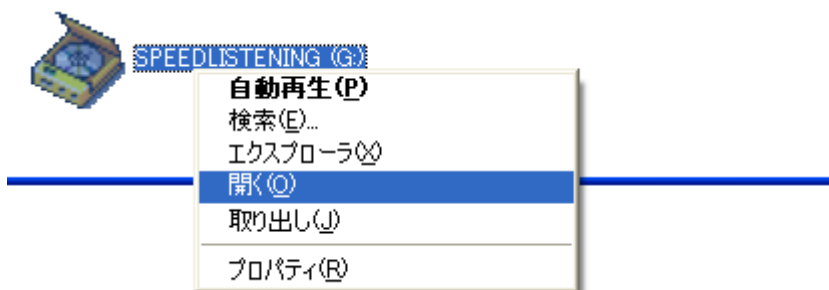 SPEEDLISTENING (G:)
自動再生(P)
検索(E)...
エクスプローラ(X)
開く(O)
取り出し(J)
プロパティ(R)